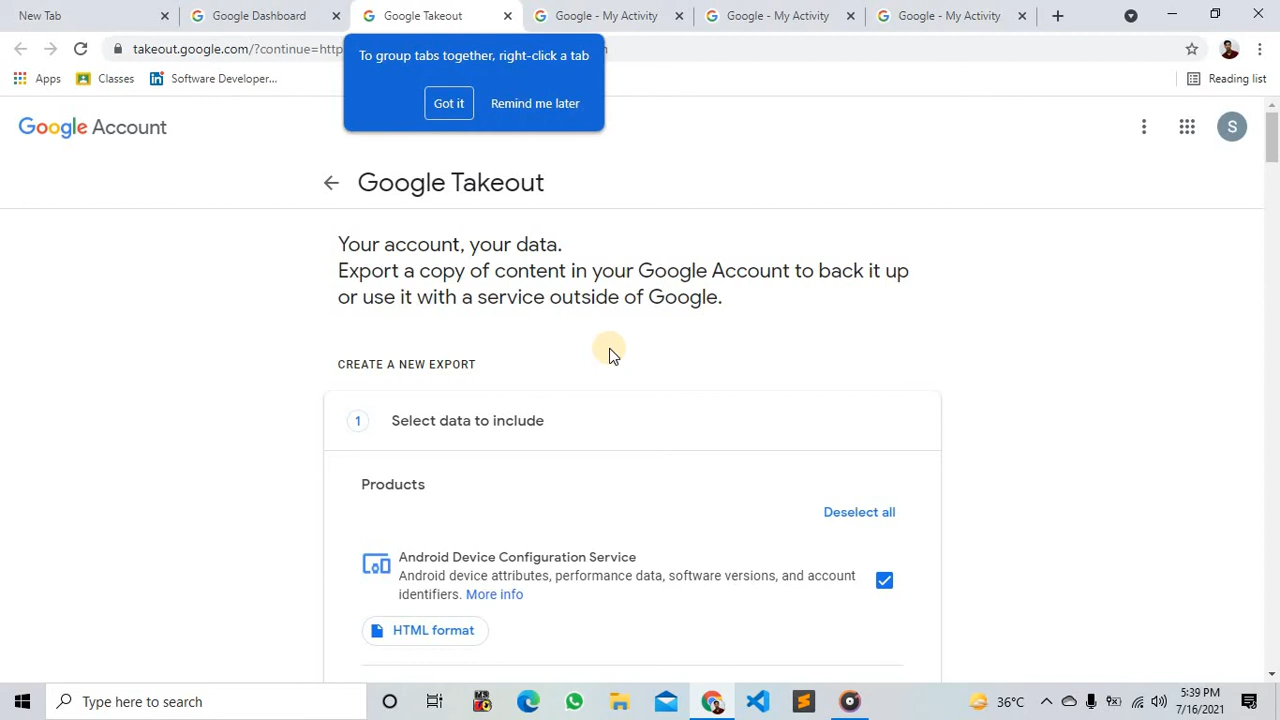 New Tab
Google Dashboard
Google Takeout
Google - My Activity
Google - My Activity
Google - My Activity
takeout.google.com/?continue=http
To group tabs together, right-click a tab
Got it
Remind me later
Apps
Classes
Software Developer...
Reading list
Google Account
S
Google Takeout
Your account, your data.
Export a copy of content in your Google Account to back it up
or use it with a service outside of Google.
CREATE A NEW EXPORT
1
Select data to include
Products
Deselect all
Android Device Configuration Service
Android device attributes, performance data, software versions, and account
identifiers. More info
HTML format
Type here to search
36°C
5:39 PM
7/16/2021